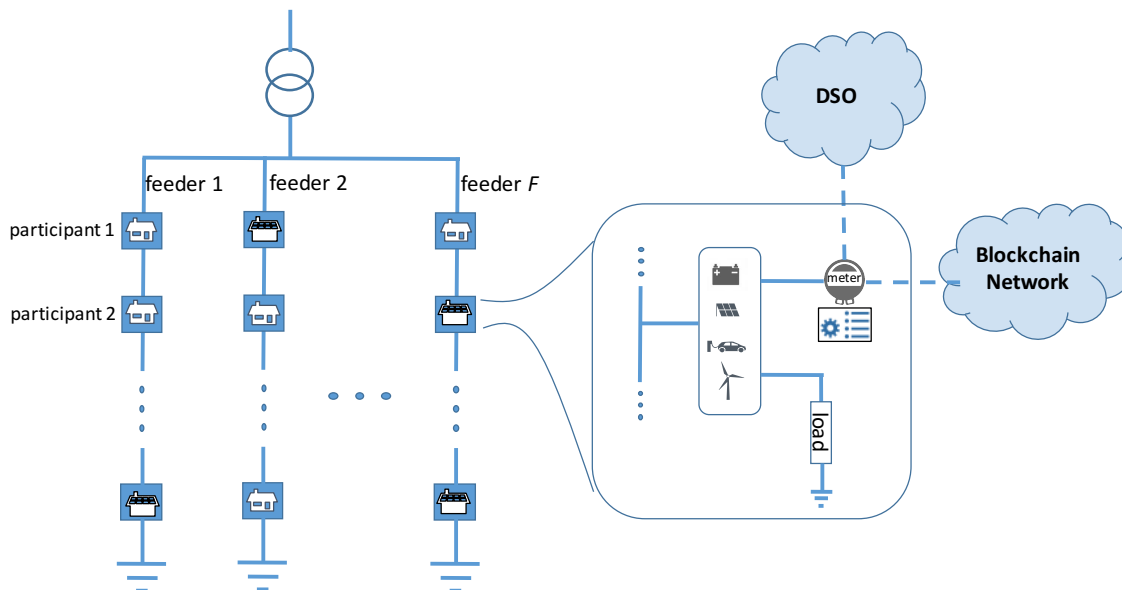 DSO
feeder 1
feeder 2
feeder F
participant 1
Blockchain
Network
meter
participant 2
load